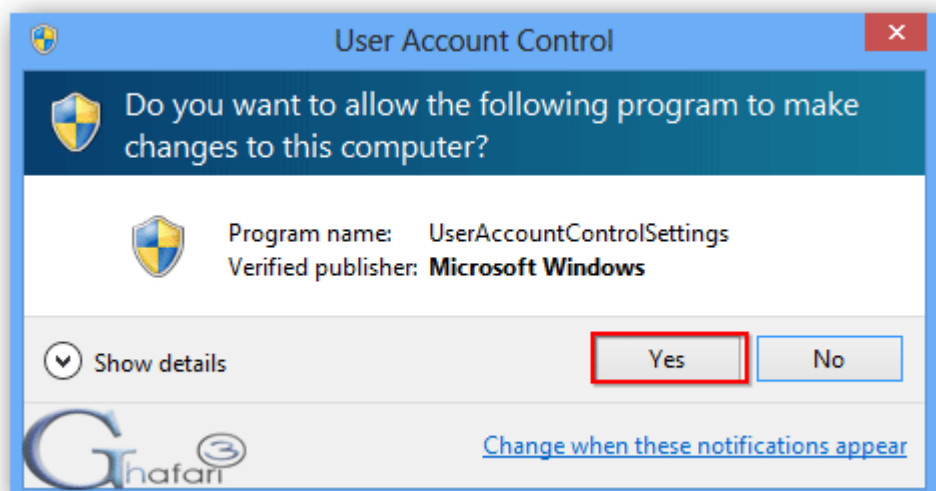 User Account Control
Do you want to allow the following program to make
changes to this computer?
Program name: UserAccountControlSettings
Verified publisher: Microsoft Windows
Show details
Yes
No
Ghafari3
Change when these notifications appear